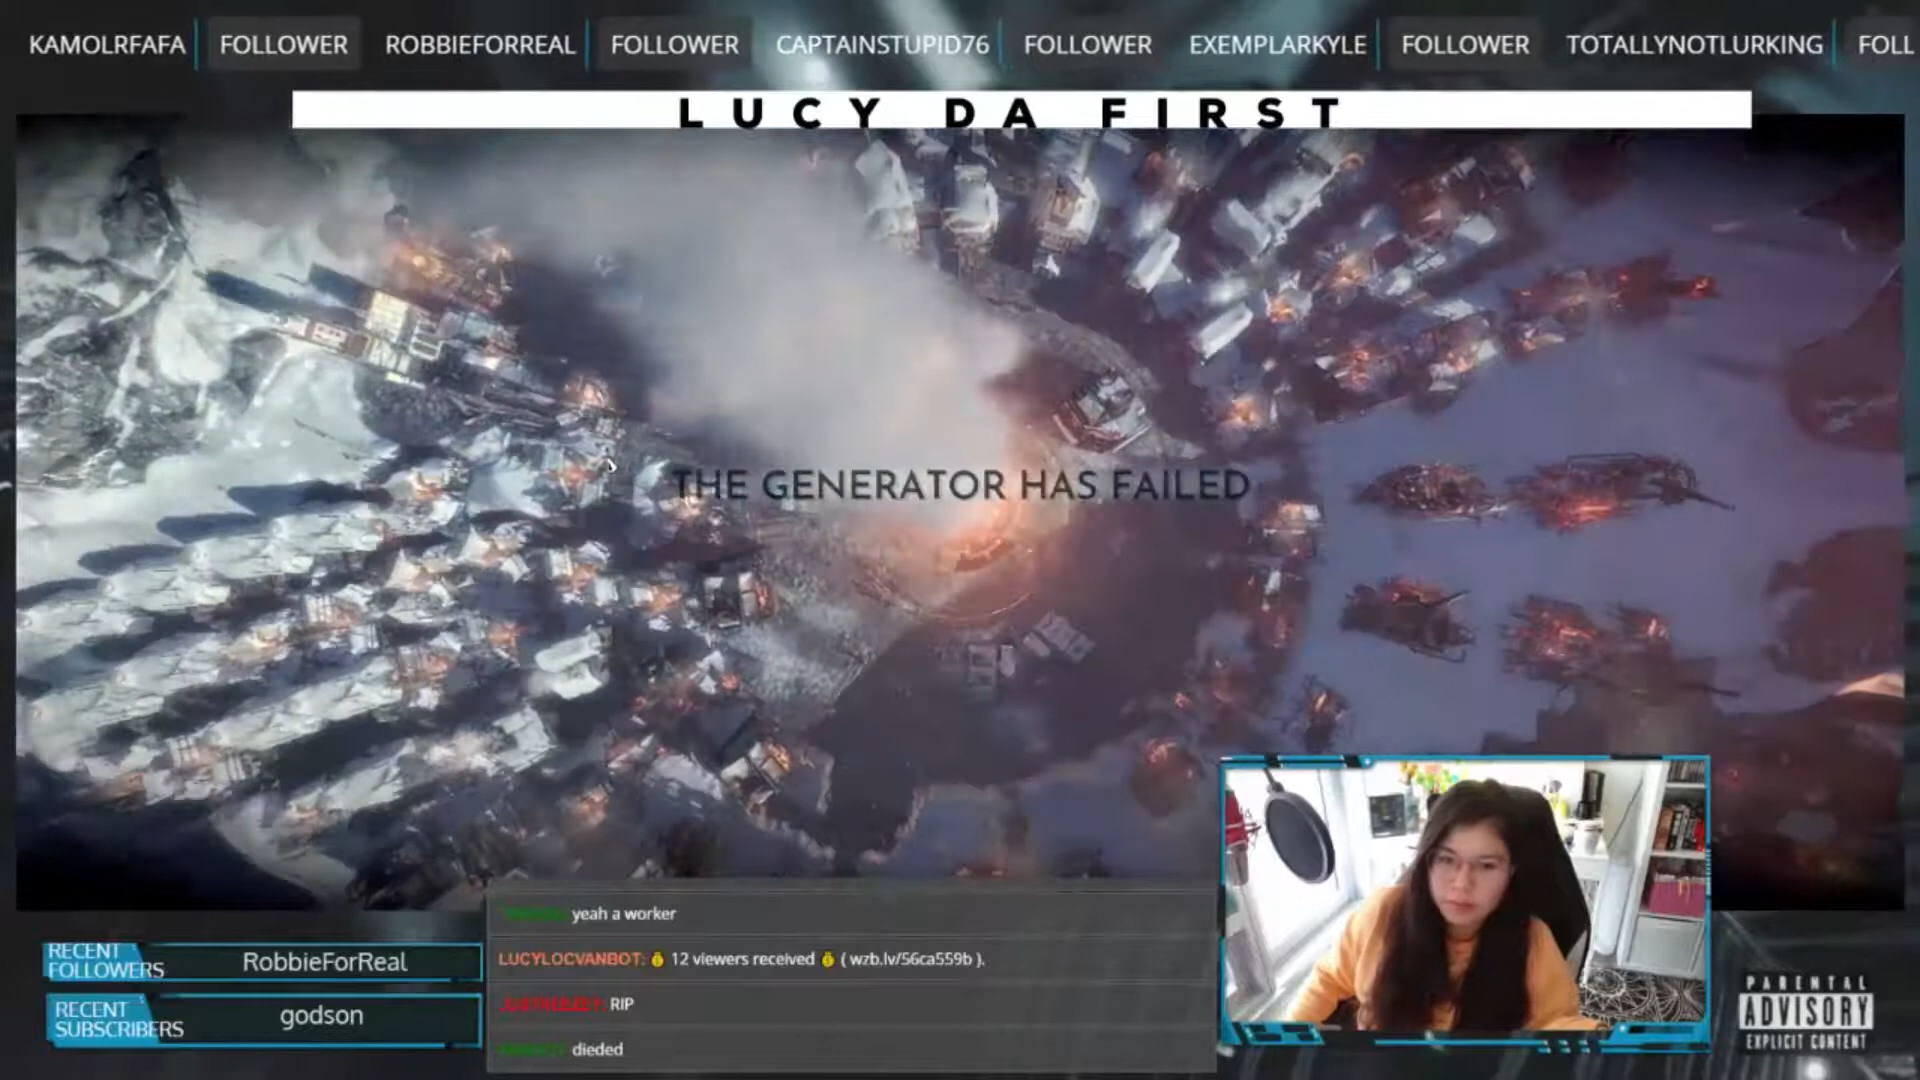 KAMOLRFAFA FOLLOWER ROBBIEFORREAL FOLLOWER CAPTAINSTUPID76 FOLLOWER EXEMPLARKYLE FOLLOWER TOTALLYNOTLURKING FOLL
LUCY DA FIRST
THE GENERATOR HAS FAILED
yeah a worker
LUCYLOCVANBOT: 💰 12 viewers received 💰 ( wzb.lv/56ca559b ).
RIP
dieded
RECENT FOLLOWERS RobbieForReal
RECENT SUBSCRIBERS godson
PARENTAL
ADVISORY
EXPLICIT CONTENT